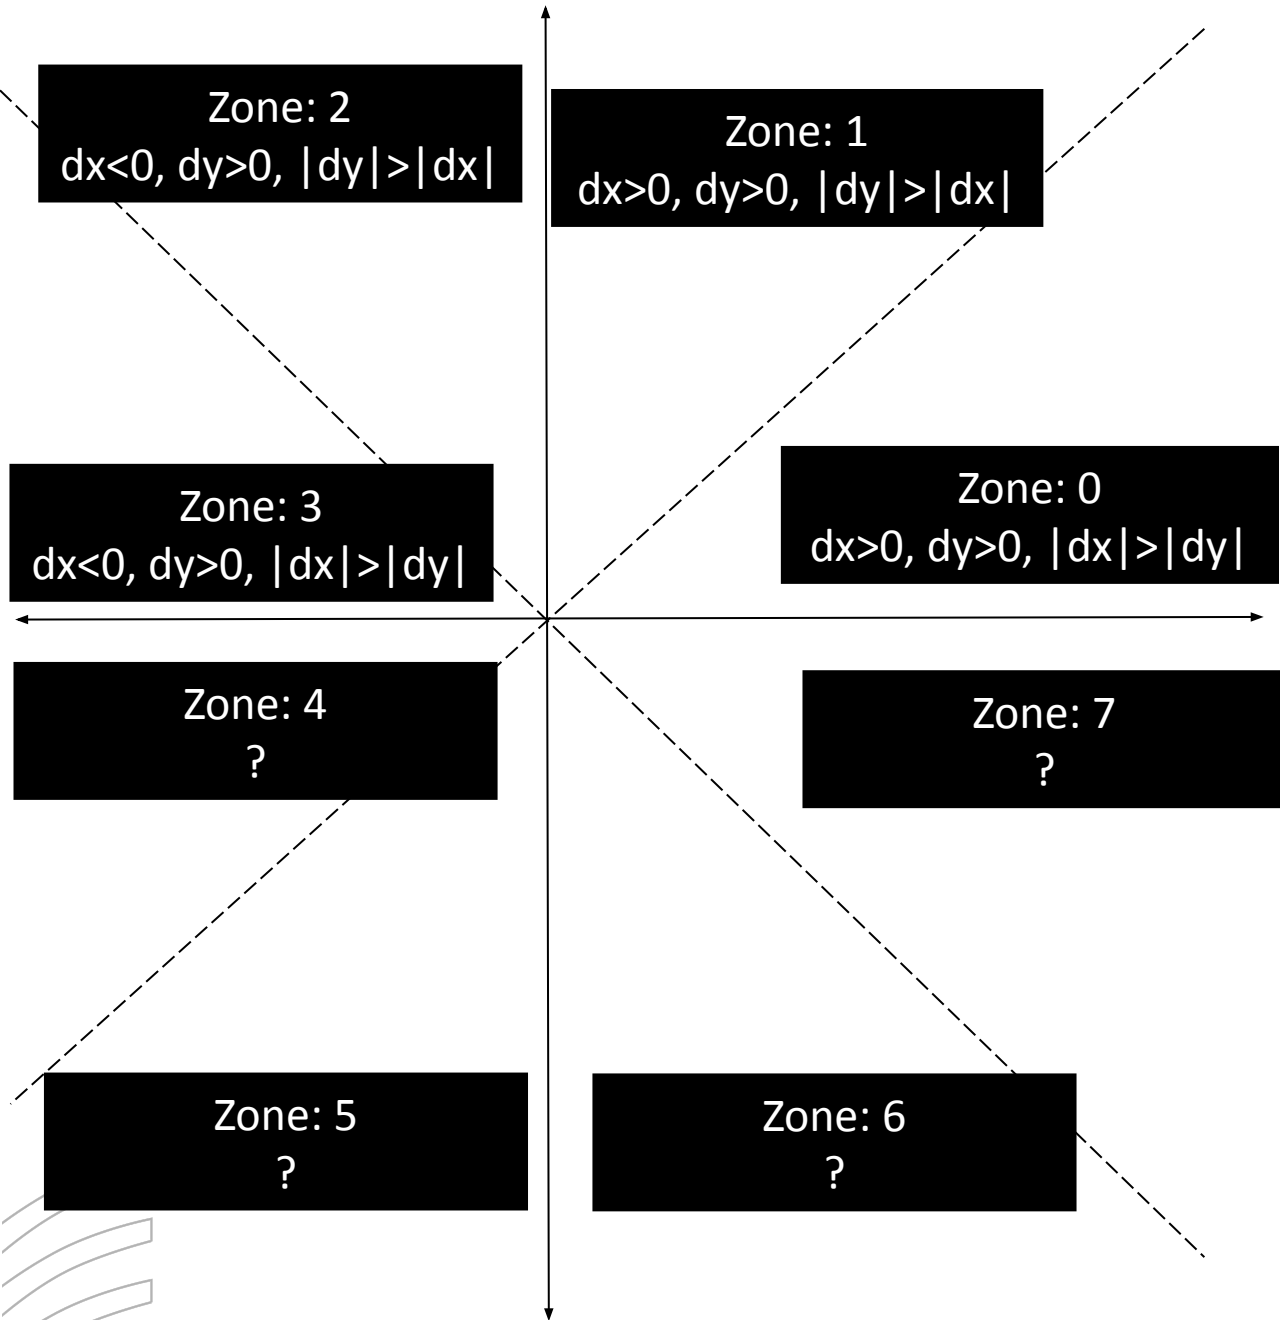 Zone: 2
dx<0, dy>0, |dy|>|dx|
Zone: 1
dx>0, dy>0, |dy|>|dx|
Zone: 3
dx<0, dy>0, |dx|>|dy|
Zone: 0
dx>0, dy>0, |dx|>|dy|
Zone: 4
?
Zone: 7
?
Zone: 5
?
Zone: 6
?